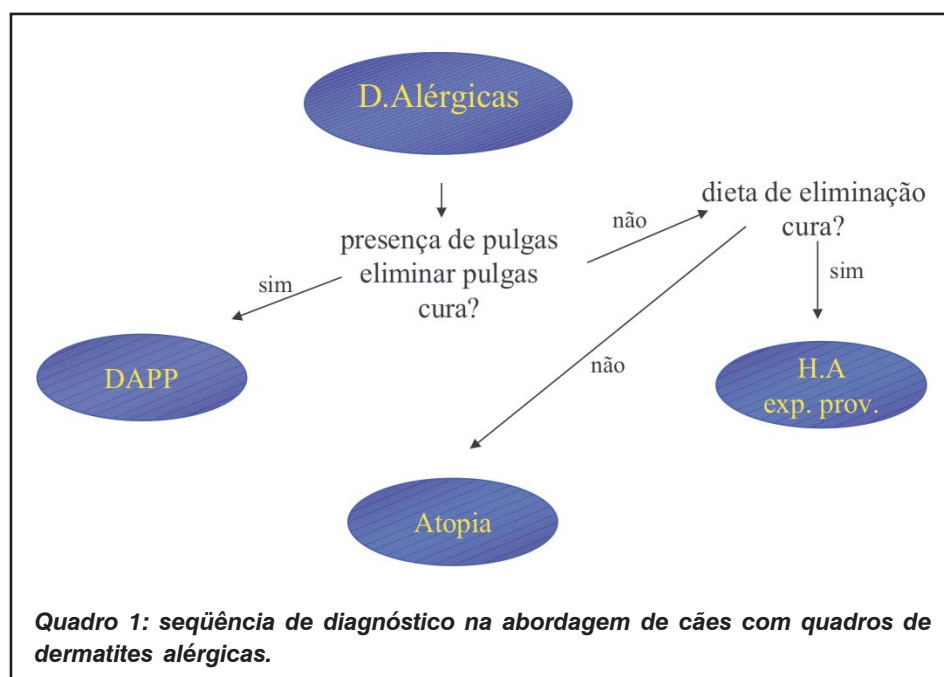 D.Alérgicas
presença de pulgas
eliminar pulgas
cura?
sim
não
dieta de eliminação
cura?
sim
não
DAPP
H.A
exp. prov.
Atopia
Quadro 1: seqüência de diagnóstico na abordagem de cães com quadros de
dermatites alérgicas.